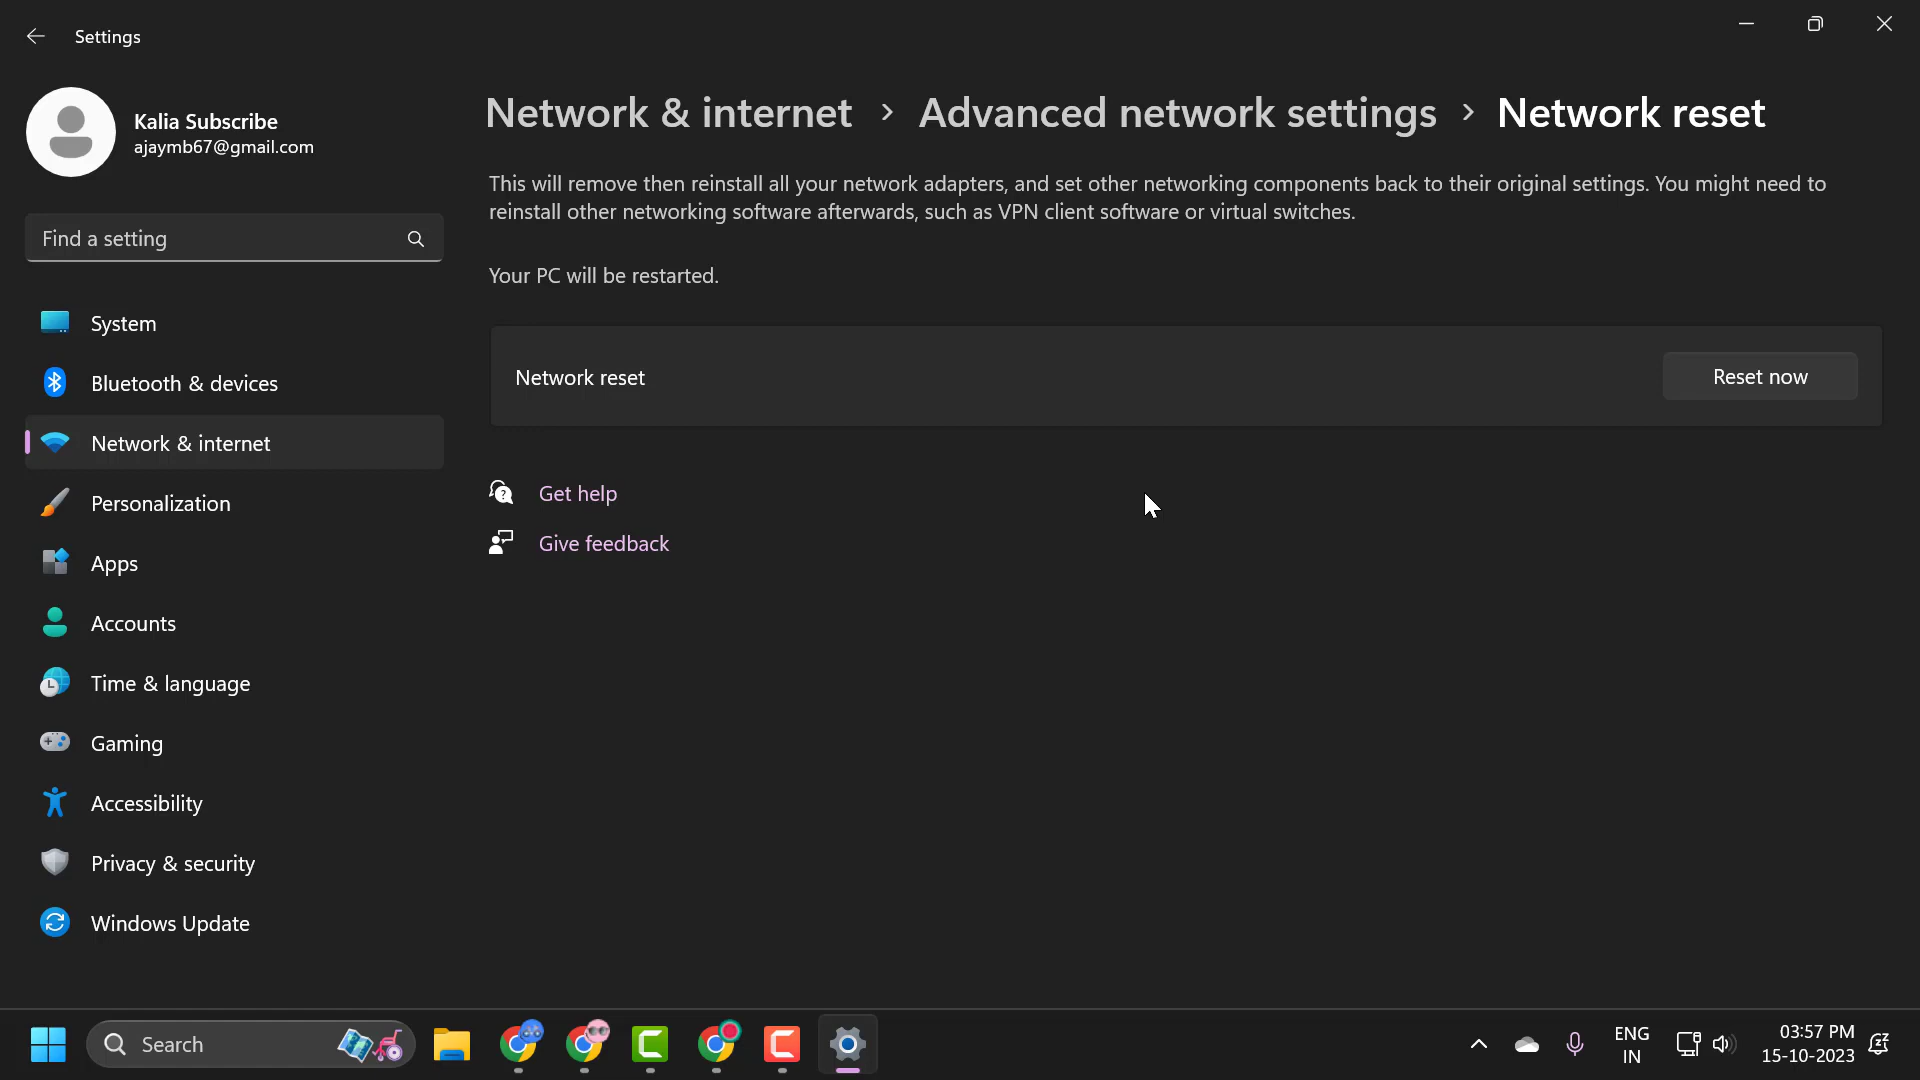 Settings
Kalia Subscribe
ajaymb67@gmail.com
Find a setting
System
Bluetooth & devices
Network & internet
Personalization
Apps
Accounts
Time & language
Gaming
Accessibility
Privacy & security
Windows Update
Network & internet > Advanced network settings > Network reset
This will remove then reinstall all your network adapters, and set other networking components back to their original settings. You might need to
reinstall other networking software afterwards, such as VPN client software or virtual switches.
Your PC will be restarted.
Network reset
Reset now
Get help
Give feedback
Search
ENG
IN
03:57 PM
15-10-2023